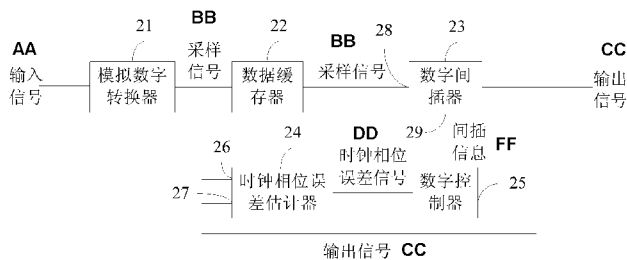 AA
输入
信号
21
模拟数字
转换器
BB
采样
信号
22
数据缓
存器
BB
采样信号
28
23
数字间
插器
CC
输出
信号
29
间插
信息
FF
26
27
24
时钟相位误
差估计器
DD
时钟相位
误差信号
数字控
制器
25
输出信号 CC